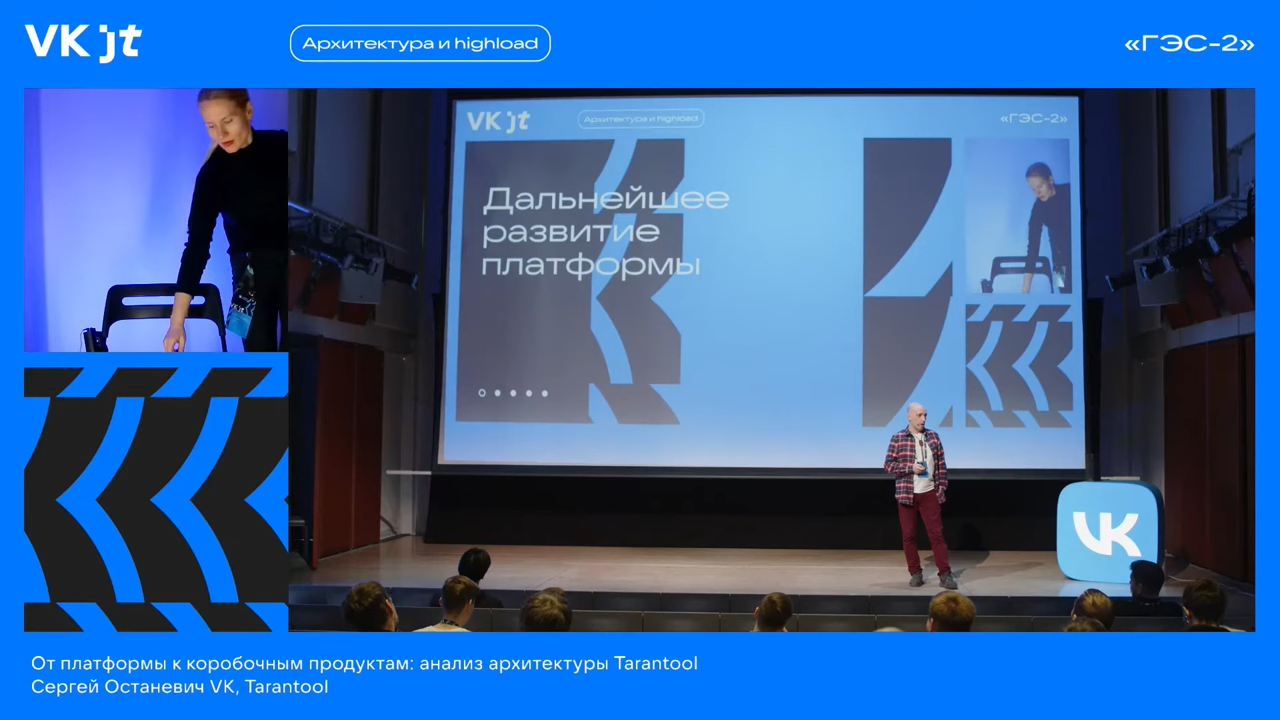 VK jt
Архитектура и highload
«ГЭС-2»
VK jt
Архитектура и highload
«ГЭС-2»
Дальнейшее
развитие
платформы
VK
От платформы к коробочным продуктам: анализ архитектуры Tarantool
Сергей Останевич VK, Tarantool